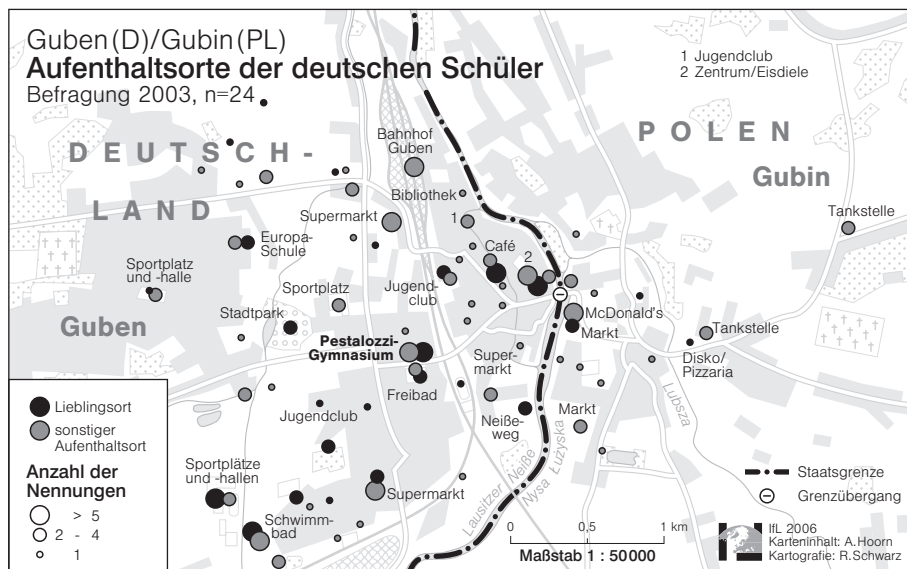 Guben (D)/Gubin (PL)
Aufenthaltsorte der deutschen Schüler
Befragung 2003, n=24
1 Jugendclub
2 Zentrum/Eisdiele
DEUTSCH-
LAND
POLEN
Gubin
Guben
Bahnhof
Guben
Bibliothek
1
Supermarkt
Europa-
Schule
Café
2
Tankstelle
Sportplatz
und -halle
Sportplatz
Jugend-
club
Stadtpark
McDonald's
Markt
Tankstelle
Pestalozzi-
Gymnasium
Super-
markt
Disko/
Pizzaria
Freibad
Jugendclub
Neiße-
weg
Markt
Lubsza
Sportplätze
und -hallen
Supermarkt
Schwimm-
bad
Lausitzer Neiße
Nysa Łużyska
Lieblingsort
sonstiger
Aufenthaltsort
Anzahl der
Nennungen
> 5
2 - 4
1
Staatsgrenze
Grenzübergang
0 0,5 1 km
Maßstab 1 : 50000
IfL 2006
Karteninhalt: A.Hoorn
Kartografie: R.Schwarz